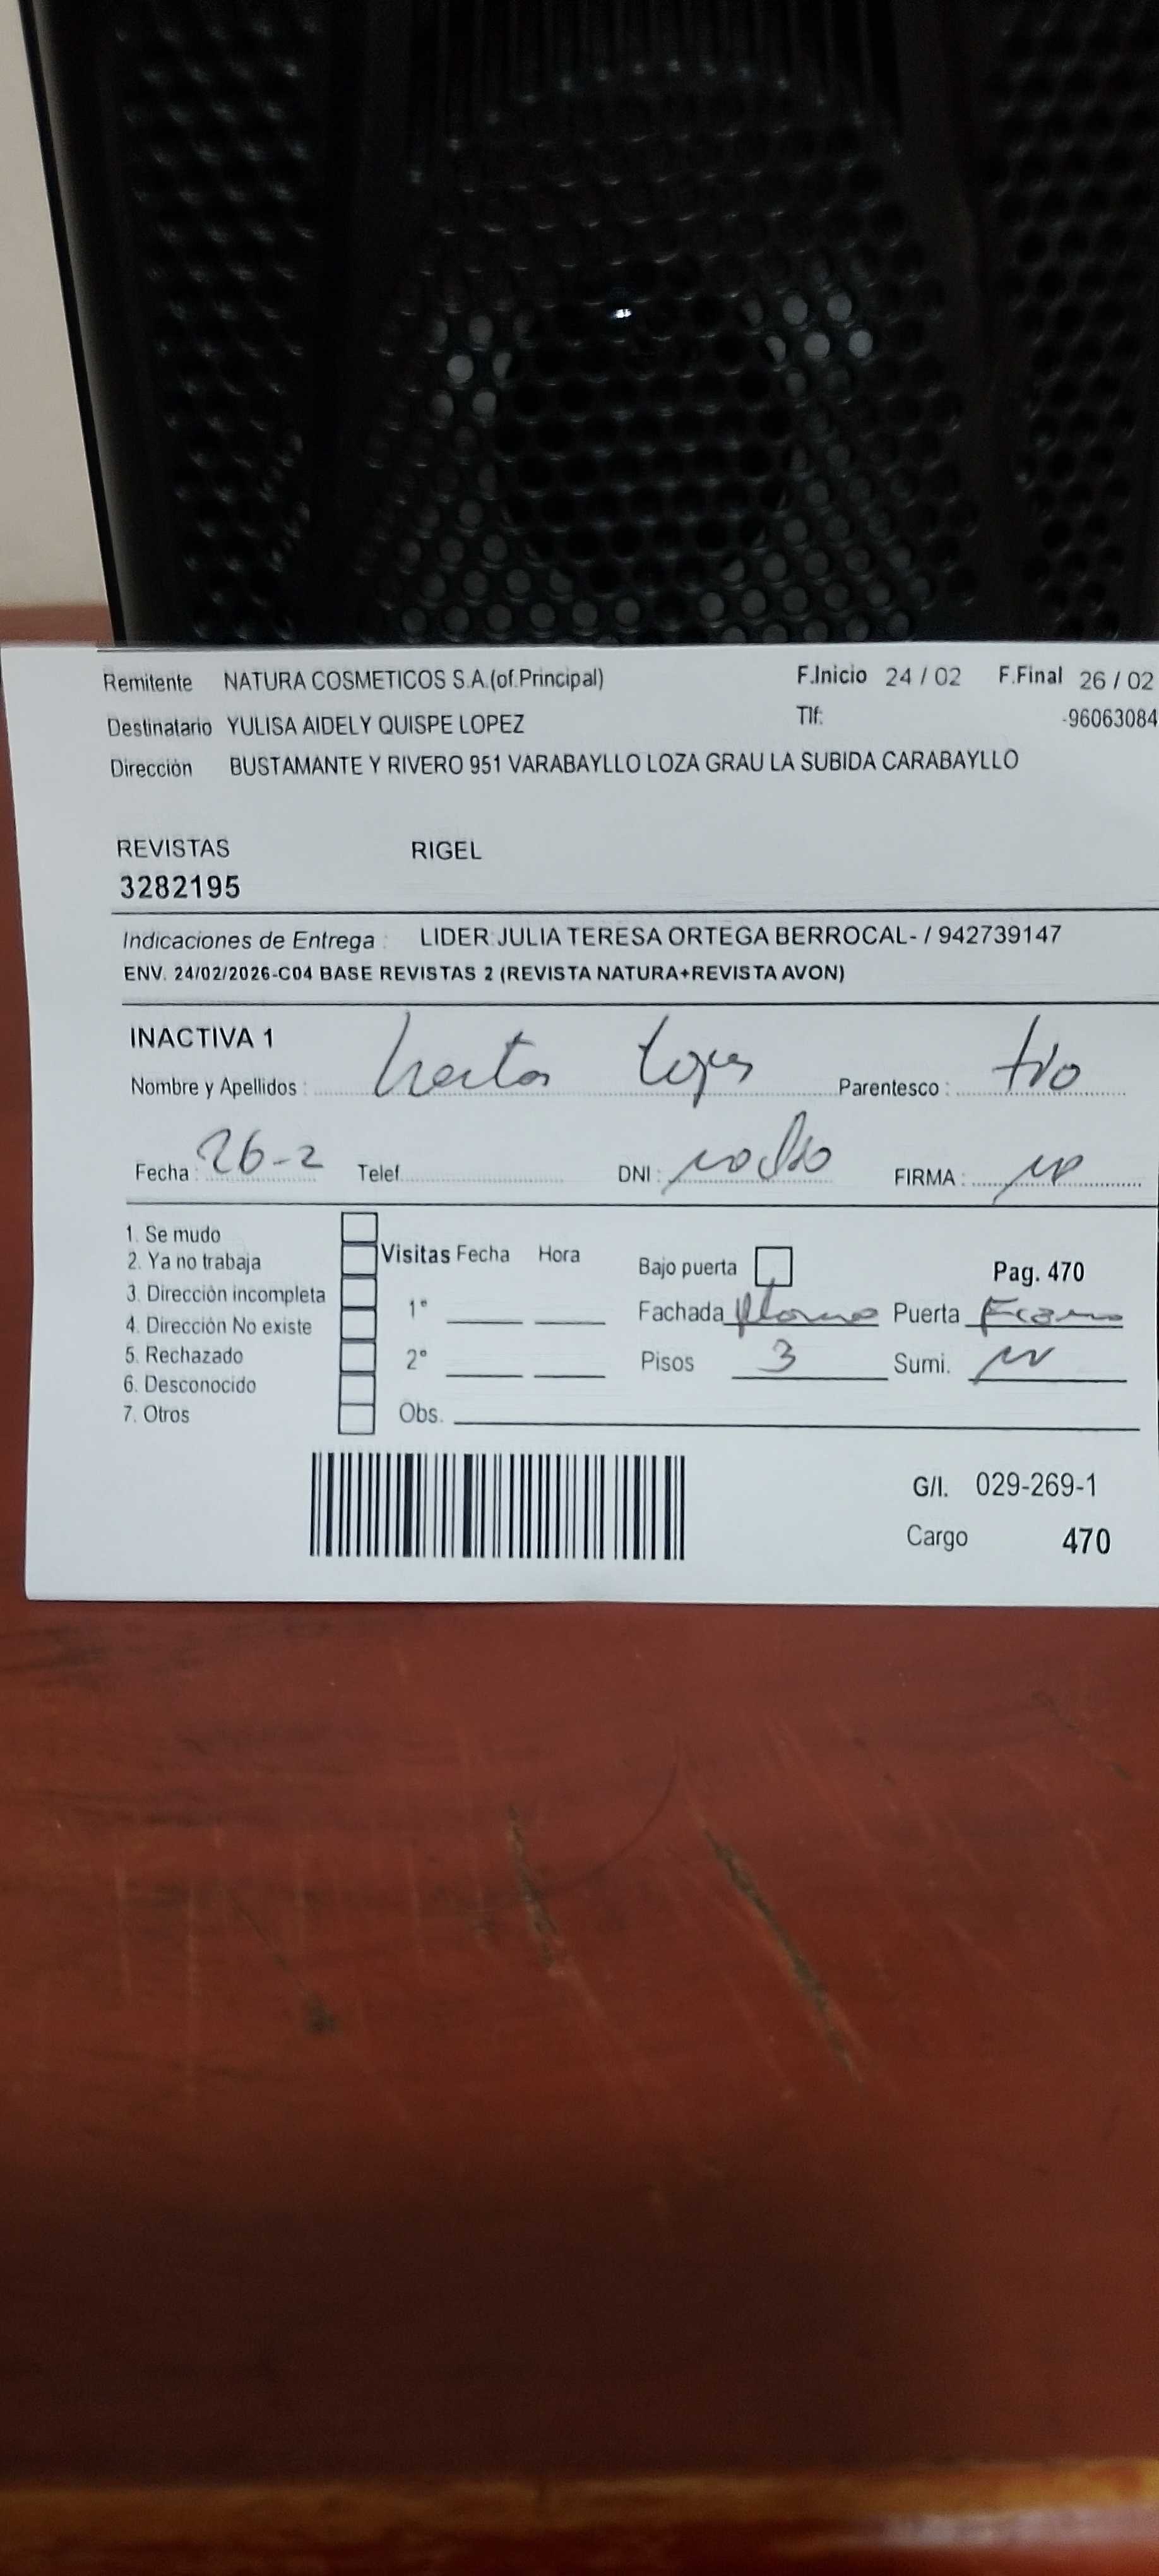 Remitente NATURA COSMETICOS S.A.(of.Principal) F.Inicio 24 / 02 F.Final 26 / 02
Destinatario YULISA AIDELY QUISPE LOPEZ Tlf: -96063084
Dirección BUSTAMANTE Y RIVERO 951 VARABAYLLO LOZA GRAU LA SUBIDA CARABAYLLO
REVISTAS RIGEL
3282195
Indicaciones de Entrega : LIDER:JULIA TERESA ORTEGA BERROCAL- / 942739147
ENV. 24/02/2026-C04 BASE REVISTAS 2 (REVISTA NATURA+REVISTA AVON)
INACTIVA 1
Nombre y Apellidos : Parentesco : tio
Fecha : 26-2 Telef. DNI : FIRMA :
1. Se mudo
2. Ya no trabaja
3. Dirección incompleta
4. Dirección No existe
5. Rechazado
6. Desconocido
7. Otros
Visitas Fecha Hora
1°
2°
Obs.
Bajo puerta Pag. 470
Fachada Puerta
Pisos 3 Sumi.
G/I. 029-269-1
Cargo 470